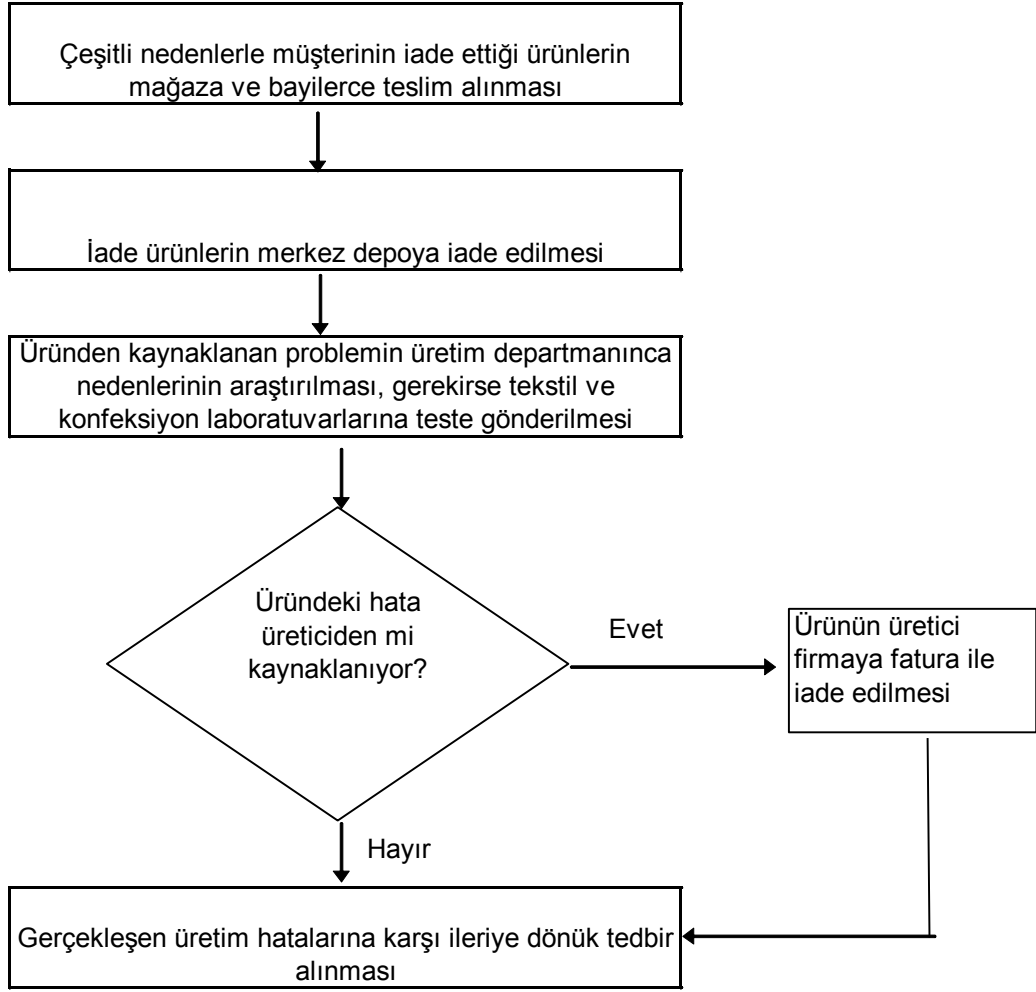 Çeşitli nedenlerle müşterinin iade ettiği ürünlerin
mağaza ve bayilerce teslim alınması
İade ürünlerin merkez depoya iade edilmesi
Üründen kaynaklanan problemin üretim departmanınca
nedenlerinin araştırılması, gerekirse tekstil ve
konfeksiyon laboratuvarlarına teste gönderilmesi
Üründeki hata
üreticiden mi
kaynaklanıyor?
Evet
Ürünün üretici
firmaya fatura ile
iade edilmesi
Hayır
Gerçekleşen üretim hatalarına karşı ileriye dönük tedbir
alınması